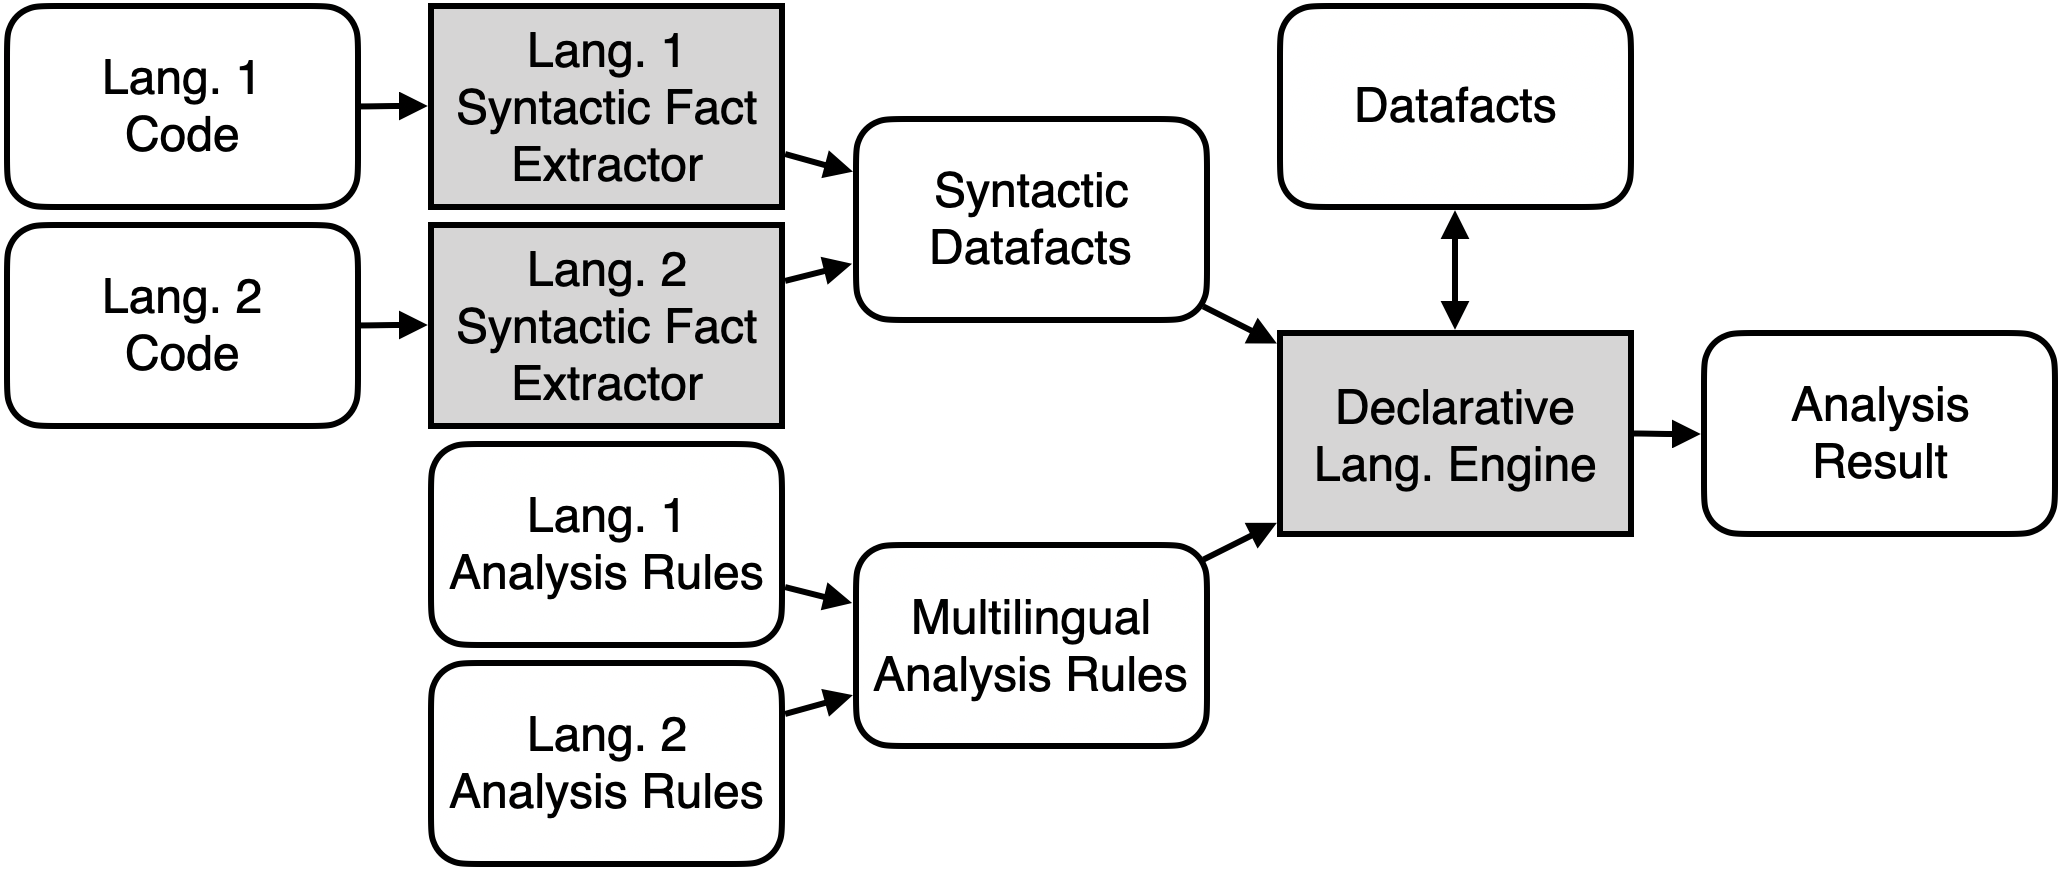 Lang. 1
Code
Lang. 1
Syntactic Fact
Extractor
Lang. 2
Code
Lang. 2
Syntactic Fact
Extractor
Syntactic
Datafacts
Datafacts
Lang. 1
Analysis Rules
Lang. 2
Analysis Rules
Multilingual
Analysis Rules
Declarative
Lang. Engine
Analysis
Result